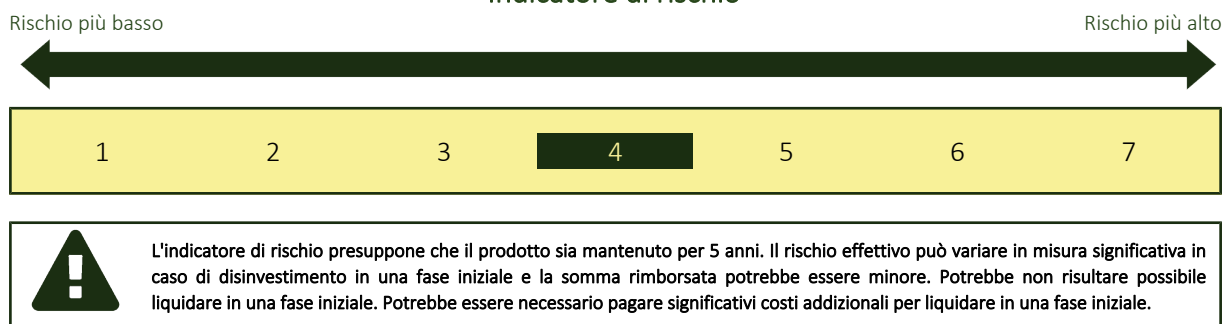 Indicatore di rischio
Rischio più basso
Rischio più alto
1 2 3 4 5 6 7
L'indicatore di rischio presuppone che il prodotto sia mantenuto per 5 anni. Il rischio effettivo può variare in misura significativa in
caso di disinvestimento in una fase iniziale e la somma rimborsata potrebbe essere minore. Potrebbe non risultare possibile
liquidare in una fase iniziale. Potrebbe essere necessario pagare significativi costi addizionali per liquidare in una fase iniziale.